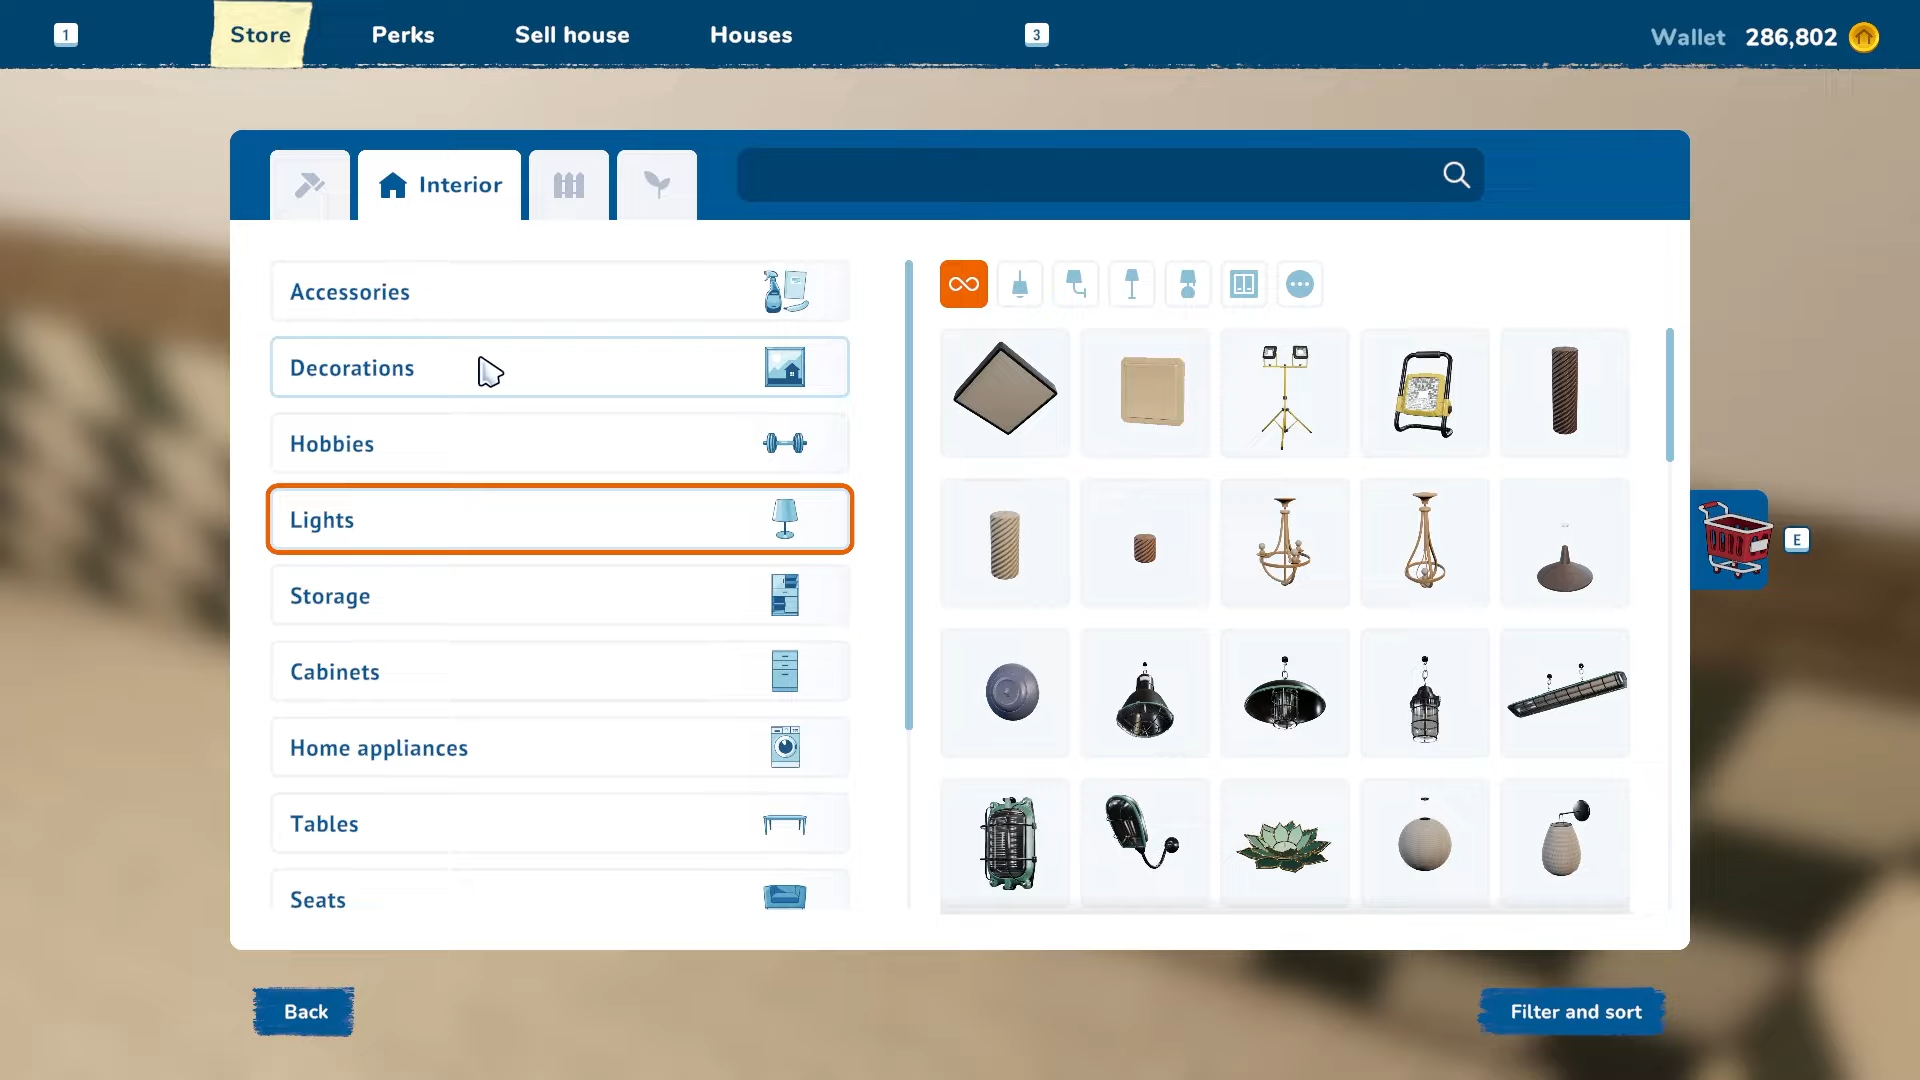 1
Store
Perks
Sell house
Houses
3
Wallet 286,802
Interior
Accessories
Decorations
Hobbies
Lights
Storage
Cabinets
Home appliances
Tables
Seats
E
Back
Filter and sort